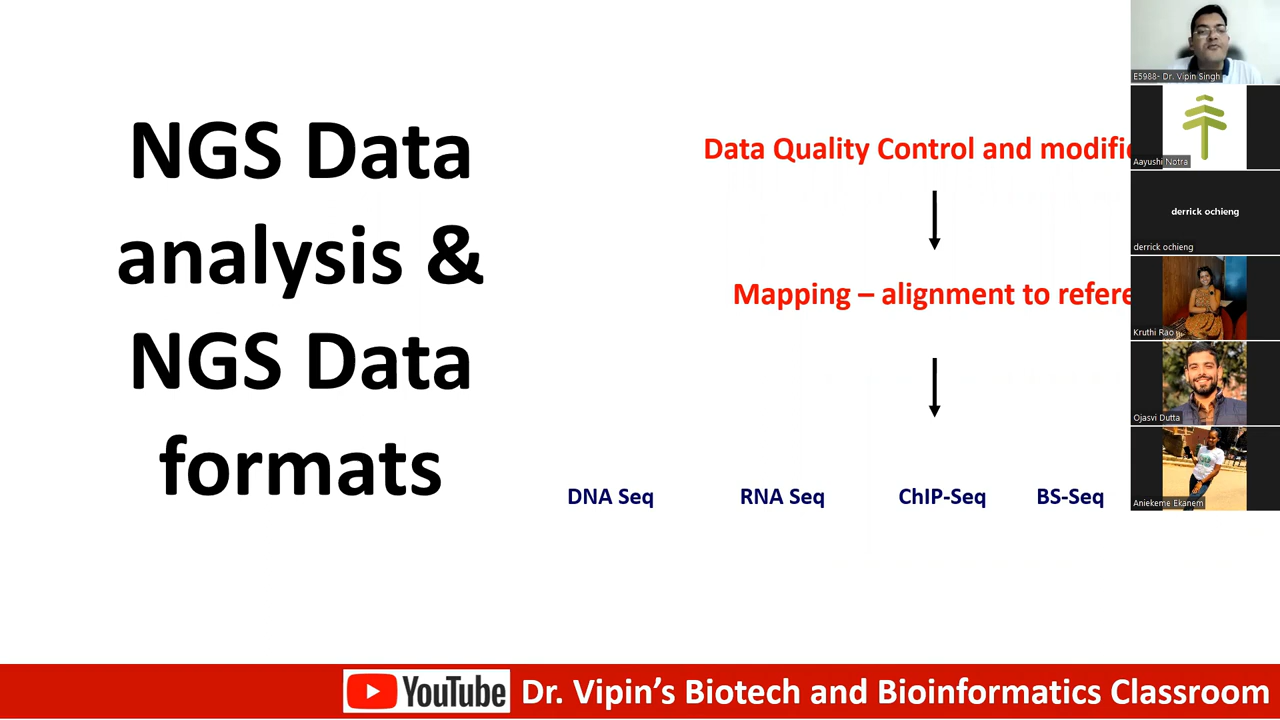 NGS Data
analysis &
NGS Data
formats
Data Quality Control and modific
Mapping – alignment to refere
DNA Seq
RNA Seq
ChIP-Seq
BS-Seq
E5988- Dr. Vipin Singh
Aayushi Notra
derrick ochieng
derrick ochieng
Kruthi Rao
Ojasvi Dutta
Aniekeme Ekanem
YouTube Dr. Vipin's Biotech and Bioinformatics Classroom